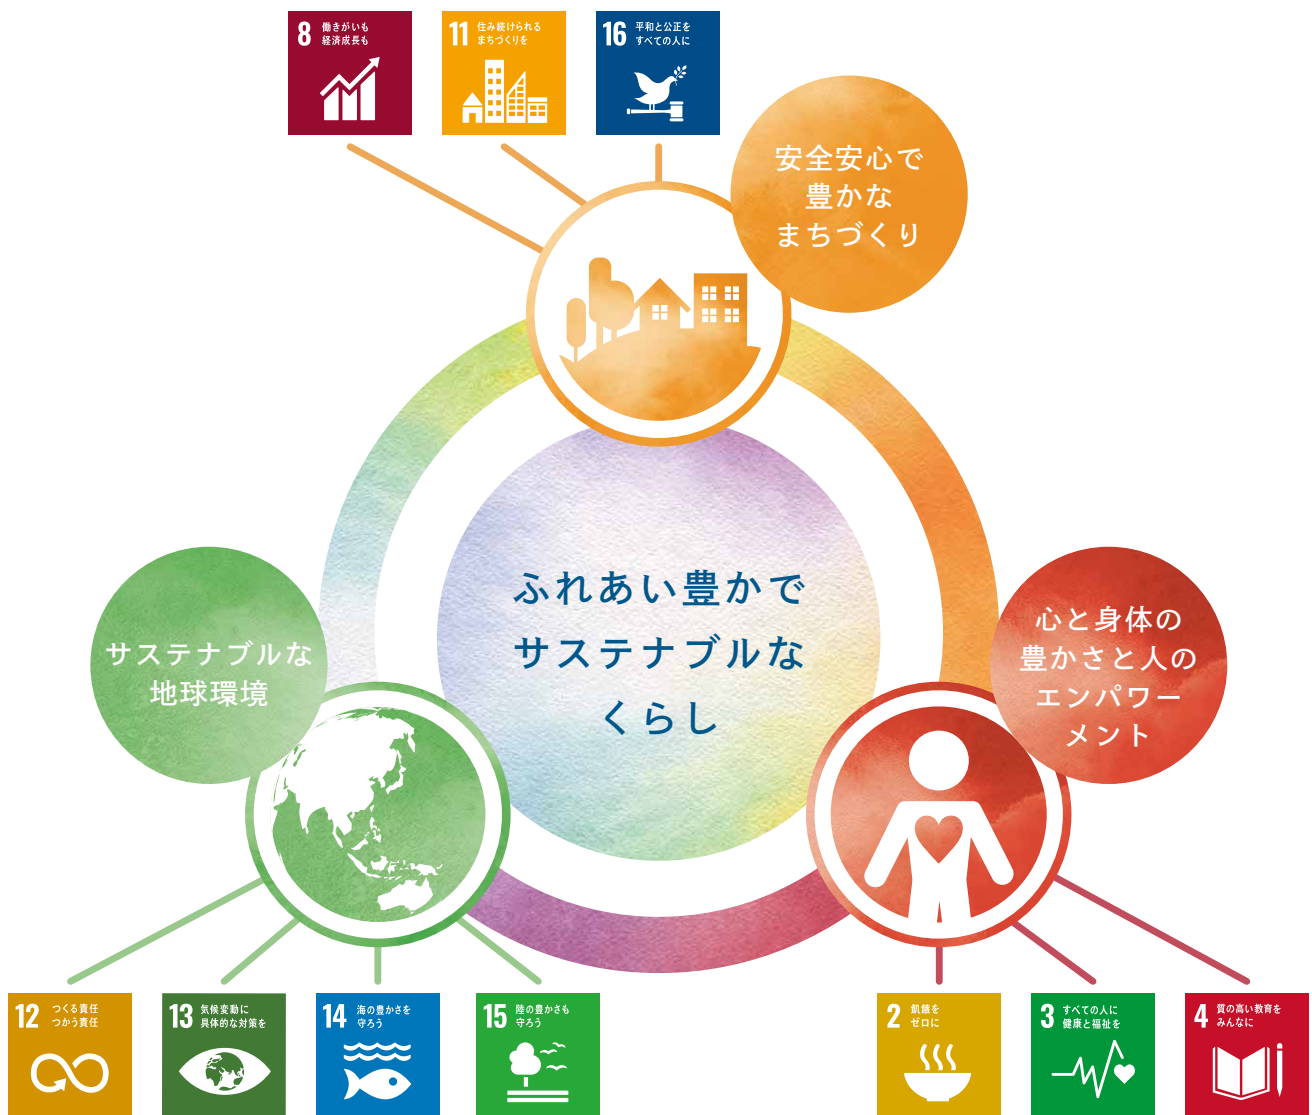 8 働きがいも
経済成長も
11 住み続けられる
まちづくりを
16 平和と公正を
すべての人に
安全安心で
豊かな
まちづくり
ふれあい豊かで
サステナブルな
くらし
サステナブルな
地球環境
心と身体の
豊かさと人の
エンパワー
メント
12 つくる責任
つかう責任
13 気候変動に
具体的な対策を
14 海の豊かさを
守ろう
15 陸の豊かさも
守ろう
2 飢餓を
ゼロに
3 すべての人に
健康と福祉を
4 質の高い教育を
みんなに